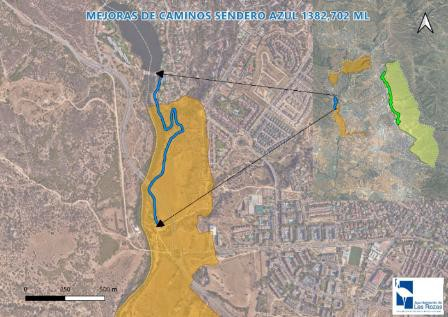 MEJORAS DE CAMINOS SENDERO AZUL 1382,702 ML
0 250 500 m
Ayuntamiento de
Las Rozas